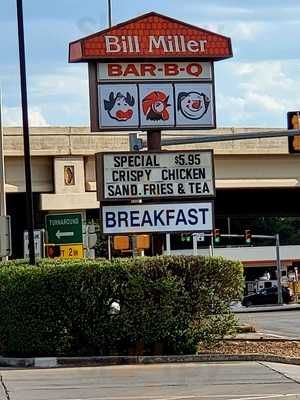 Bill Miller
BAR-B-Q
SPECIAL $5.95
CRISPY CHICKEN
SAND. FRIES & TEA
BREAKFAST
TURNAROUND